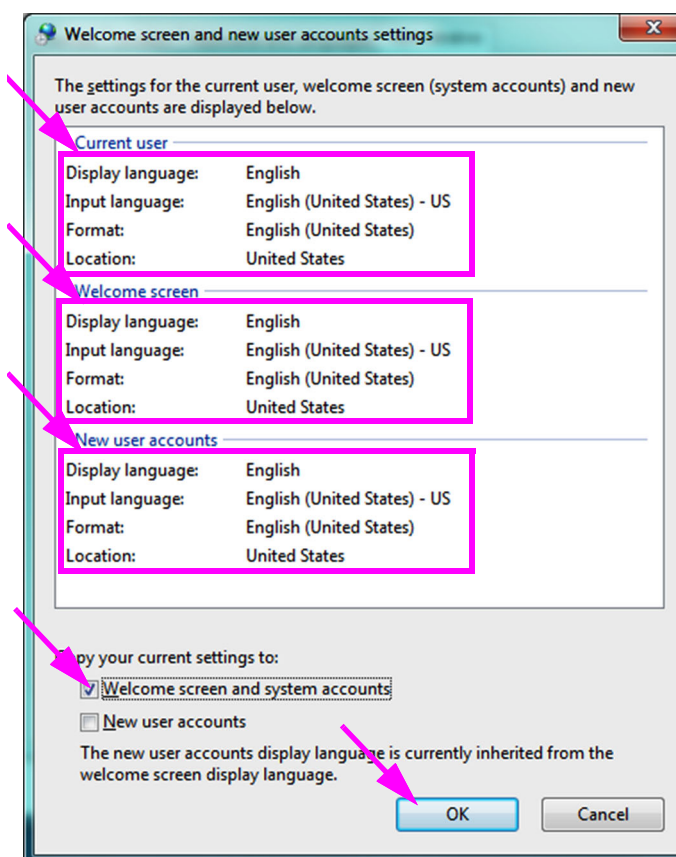 Welcome screen and new user accounts settings
The settings for the current user, welcome screen (system accounts) and new
user accounts are displayed below.
Current user
Display language: English
Input language: English (United States) - US
Format: English (United States)
Location: United States
Welcome screen
Display language: English
Input language: English (United States) - US
Format: English (United States)
Location: United States
New user accounts
Display language: English
Input language: English (United States) - US
Format: English (United States)
Location: United States
Copy your current settings to:
Welcome screen and system accounts
New user accounts
The new user accounts display language is currently inherited from the
welcome screen display language.
OK Cancel